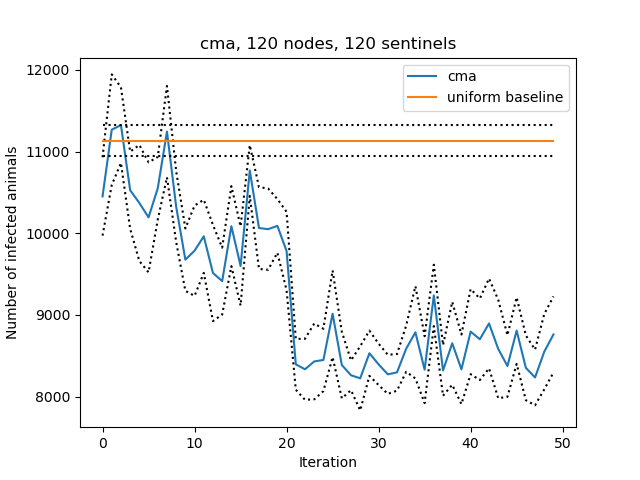 cma, 120 nodes, 120 sentinels
cma
uniform baseline
12000
11000
10000
9000
8000
Number of infected animals
0 10 20 30 40 50
Iteration